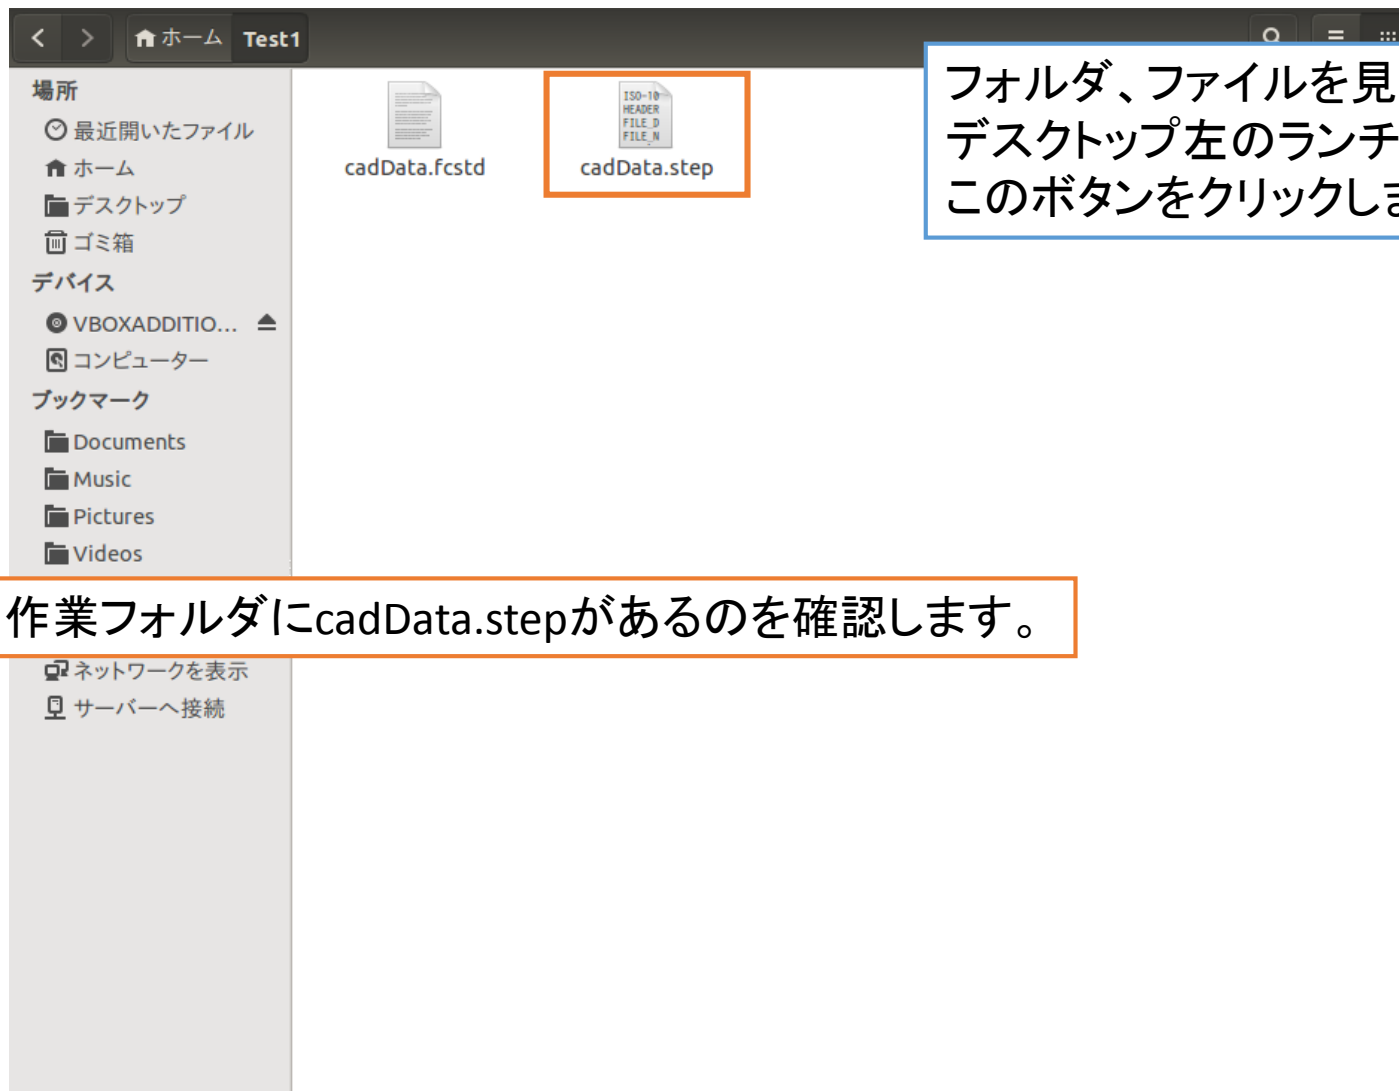 ホーム Test1
場所
最近開いたファイル
ホーム
デスクトップ
ゴミ箱
デバイス
VBOXADDITIO...
コンピューター
ブックマーク
Documents
Music
Pictures
Videos
ネットワークを表示
サーバーへ接続
cadData.fcstd
ISO-10
HEADER
FILE_D
FILE_N
cadData.step
フォルダ、ファイルを見
デスクトップ左のランチ
このボタンをクリックしま
作業フォルダにcadData.stepがあるのを確認します。